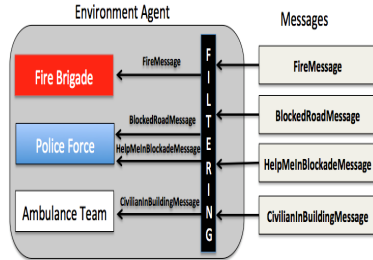 Environment Agent
Messages
Fire Brigade
FireMessage
FILTERING
FireMessage
BlockedRoadMessage
BlockedRoadMessage
Police Force
HelpMeInBlockadeMessage
HelpMeInBlockadeMessage
Ambulance Team
CivilianInBuildingMessage
CivilianInBuildingMessage